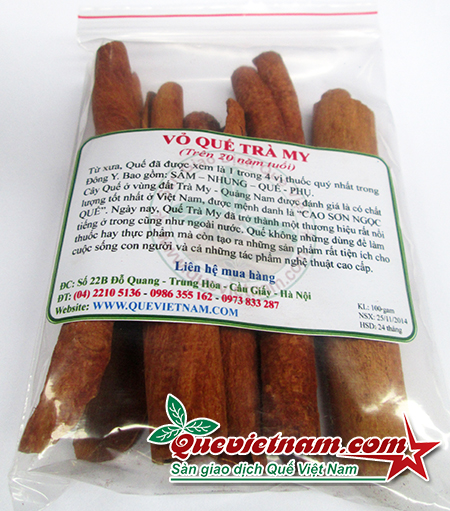 VỎ QUẾ TRÀ MY
(Trên 20 năm tuổi)
Từ xưa, Quế đã được xem là 1 trong 4 vị thuốc quý nhất trong
Đông Y. Bao gồm: SÂM – NHUNG – QUẾ - PHỤ.
Cây Quế ở vùng đất Trà My - Quảng Nam được đánh giá là có chất
lượng tốt nhất ở Việt Nam, được mệnh danh là “CAO SƠN NGỌC
QUẾ”. Ngày nay, Quế Trà My đã trở thành một thương hiệu rất nổi
tiếng ở trong cũng như ngoài nước. Quế không những dùng để làm
thuốc hay thực phẩm mà còn tạo ra những sản phẩm rất tiện ích cho
cuộc sống con người và cả những tác phẩm nghệ thuật cao cấp.
Liên hệ mua hàng
ĐC: Số 22B Đỗ Quang - Trung Hòa - Cầu Giấy - Hà Nội
ĐT: (04) 2210 5136 - 0986 355 162 - 0973 833 287
Website: WWW.QUEVIETNAM.COM
KL: 100-gam
NSX: 25/11/2014
HSD: 24 tháng
Quevietnam.com
Sàn giao dịch Quế Việt Nam